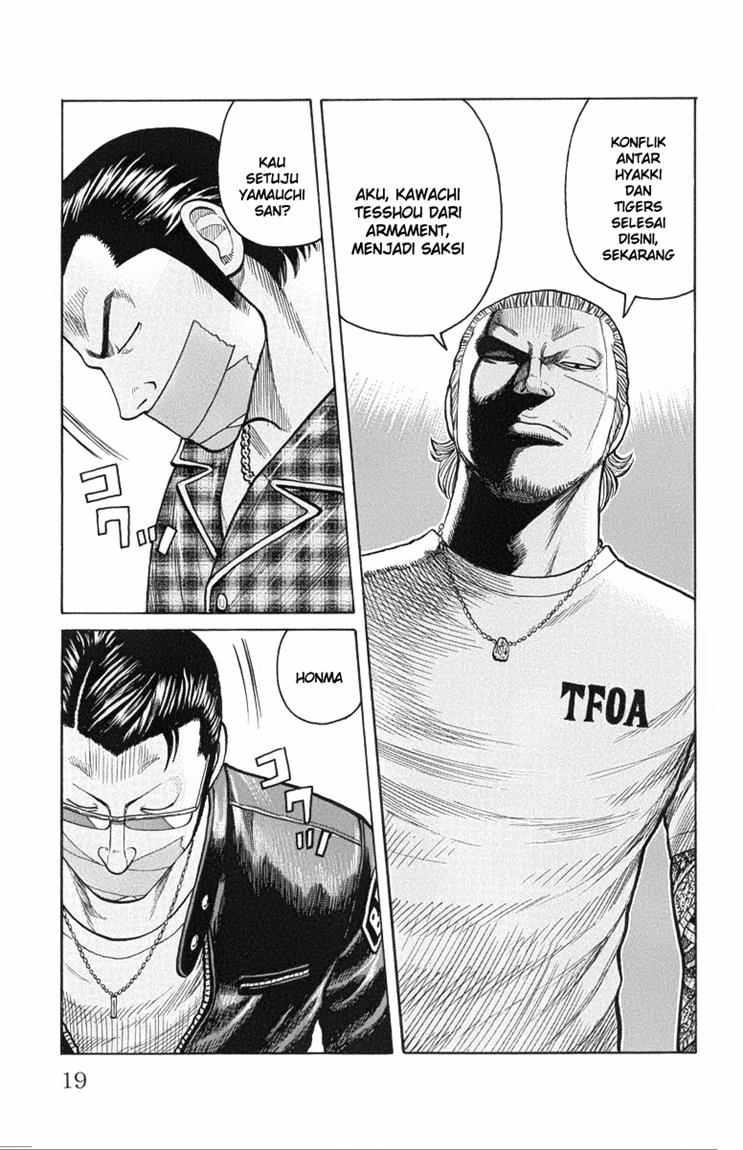 KONFLIK
ANTAR
HYAKKI
DAN
TIGERS
SELESAI
DISINI,
SEKARANG
AKU, KAWACHI
TESSHOU DARI
ARMAMENT,
MENJADI SAKSI
TFOA
KAU
SETUJU
YAMAUCHI
SAN?
コクッ
HONMA
コクッ
19